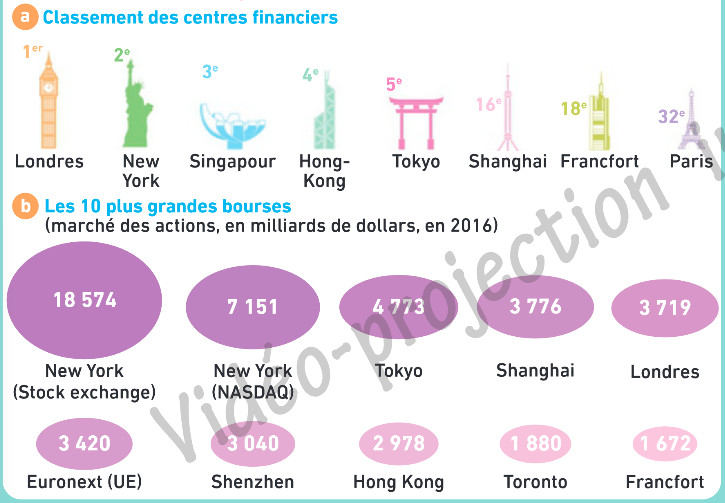 a Classement des centres financiers
1er
2e
3e
4e
5e
16e
18e
32e
Londres
New York
Singapour
Hong-Kong
Tokyo
Shanghai
Francfort
Paris
b Les 10 plus grandes bourses
(marché des actions, en milliards de dollars, en 2016)
18 574
7 151
4 773
3 776
3 719
New York
(Stock exchange)
New York
(NASDAQ)
Tokyo
Shanghai
Londres
3 420
3 040
2 978
1 880
1 672
Euronext (UE)
Shenzhen
Hong Kong
Toronto
Francfort
Vidéo-projection